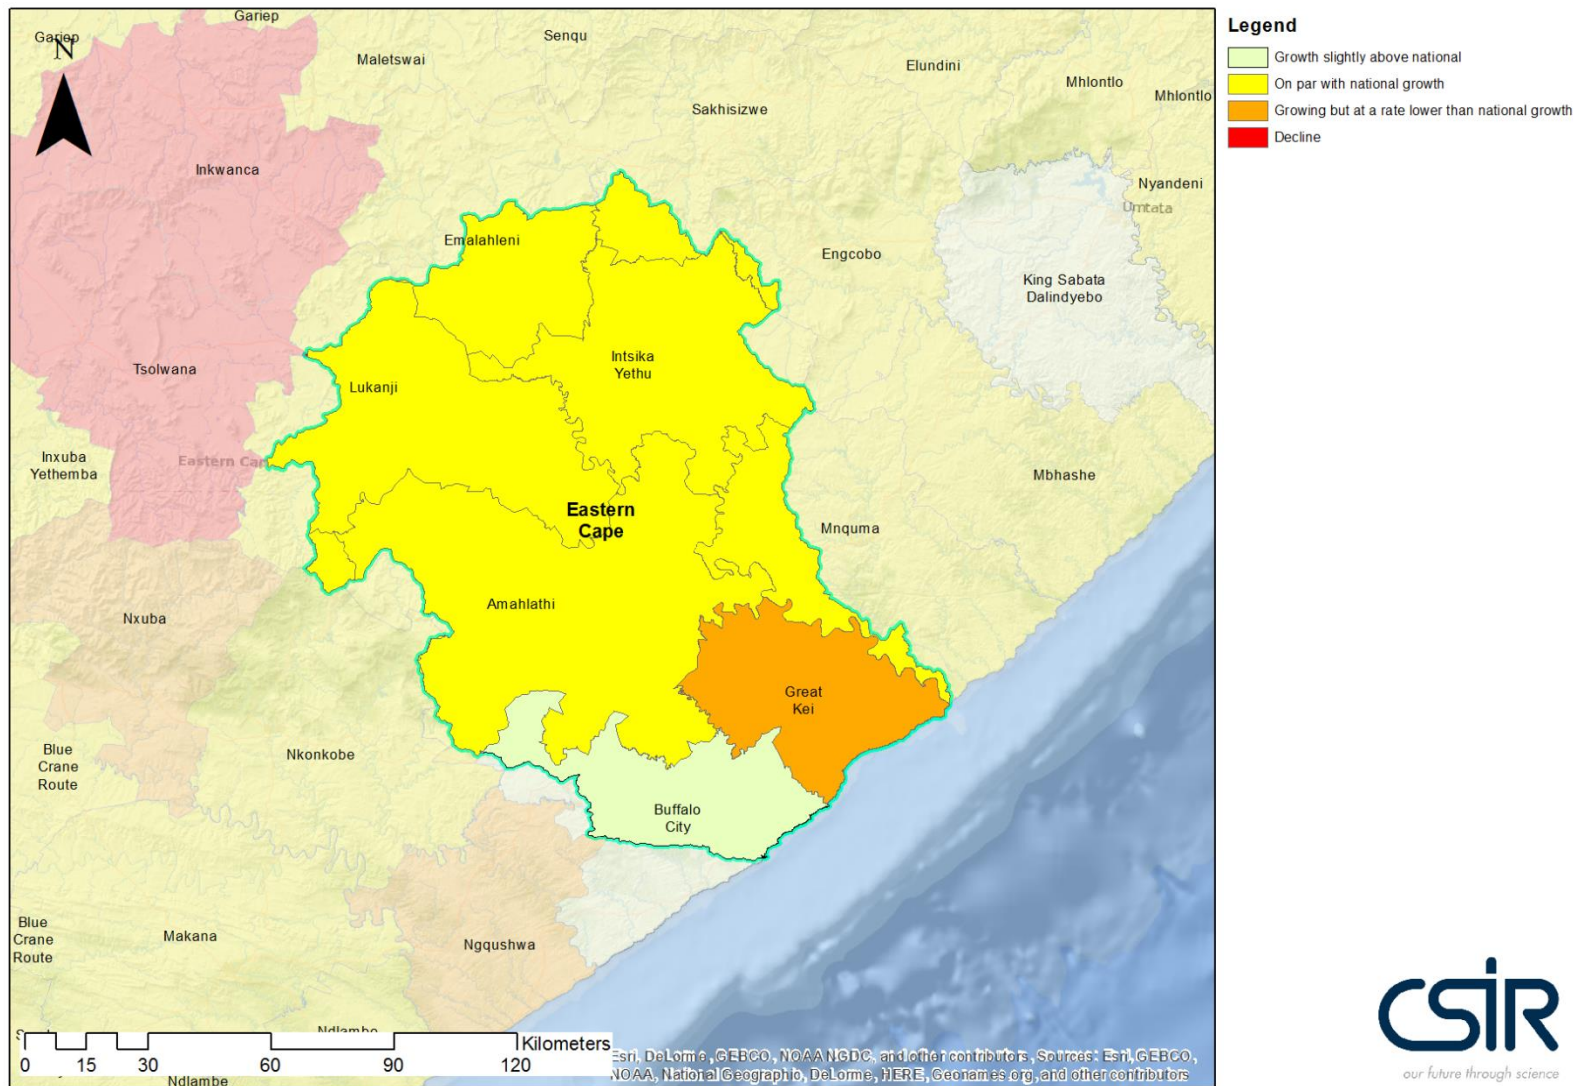 Gariep
Gariep
N
Senqu
Maletswai
Elundini
Mhlontlo
Mhlontlo
Sakhisizwe
Inkwanca
Nyandeni
Umtata
Emalahleni
Engcobo
King Sabata
Dalindyebo
Tsolwana
Intsika
Yethu
Lukanji
Inxuba
Yethemba
Mbhashe
Eastern
Cape
Mnquma
Nxuba
Amahlathi
Great
Kei
Blue
Crane
Route
Nkonkobe
Buffalo
City
Blue
Crane
Route
Makana
Ngqushwa
Ndlambe
Kilometers
0 15 30 60 90 120
Ndlambe
Esri, DeLorme, GEBCO, NOAA NGDC, and other contributors, Sources: Esri, GEBCO,
NOAA, National Geographic, DeLorme, HERE, Geonames.org, and other contributors
Legend
Growth slightly above national
On par with national growth
Growing but at a rate lower than national growth
Decline
CSIR
our future through science